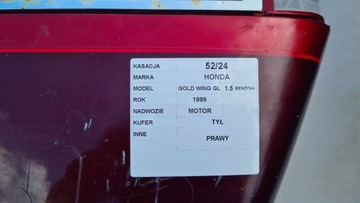 KASACJA 52/24
MARKA HONDA
MODEL GOLD WING GL 1.5 BENZYNA
ROK 1999
NADWOZIE MOTOR
KUFER TYŁ
INNE PRAWY